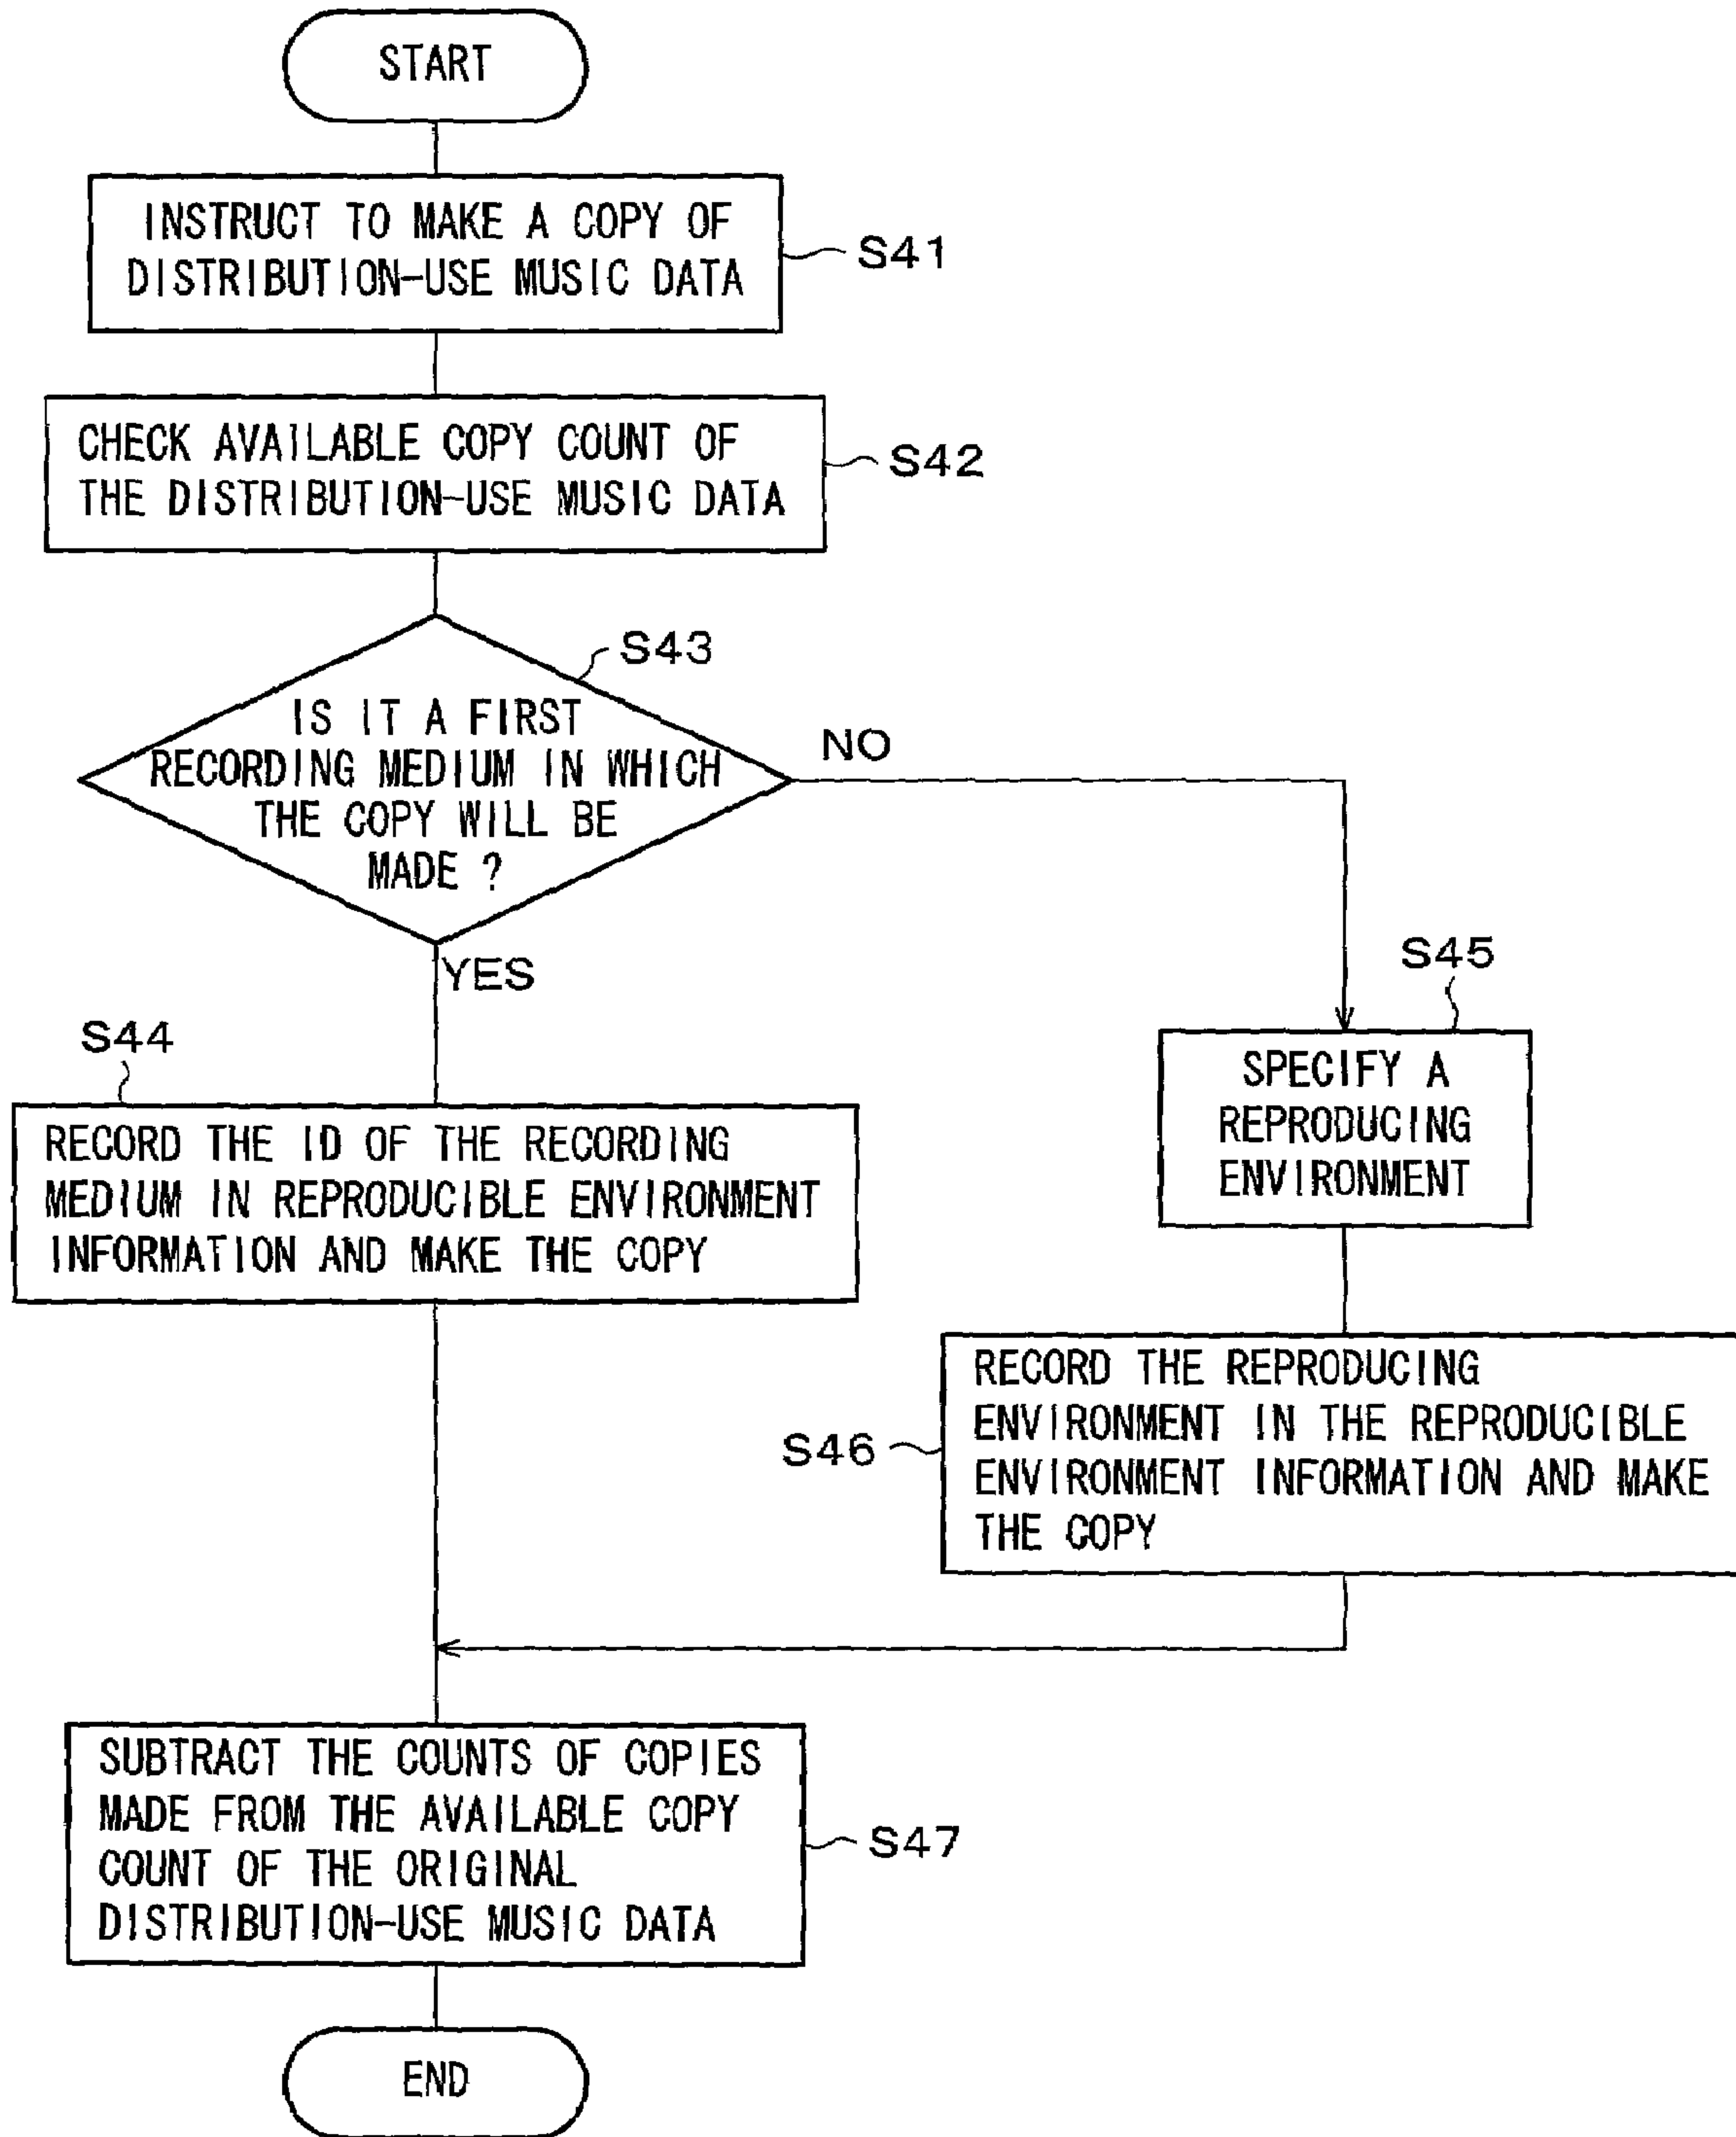 START
INSTRUCT TO MAKE A COPY OF
DISTRIBUTION-USE MUSIC DATA
S41
CHECK AVAILABLE COPY COUNT OF
THE DISTRIBUTION-USE MUSIC DATA
S42
S43
IS IT A FIRST
RECORDING MEDIUM IN WHICH
THE COPY WILL BE
MADE ?
NO
YES
S44
RECORD THE ID OF THE RECORDING
MEDIUM IN REPRODUCIBLE ENVIRONMENT
INFORMATION AND MAKE THE COPY
S45
SPECIFY A
REPRODUCING
ENVIRONMENT
S46
RECORD THE REPRODUCING
ENVIRONMENT IN THE REPRODUCIBLE
ENVIRONMENT INFORMATION AND MAKE
THE COPY
SUBTRACT THE COUNTS OF COPIES
MADE FROM THE AVAILABLE COPY
COUNT OF THE ORIGINAL
DISTRIBUTION-USE MUSIC DATA
S47
END